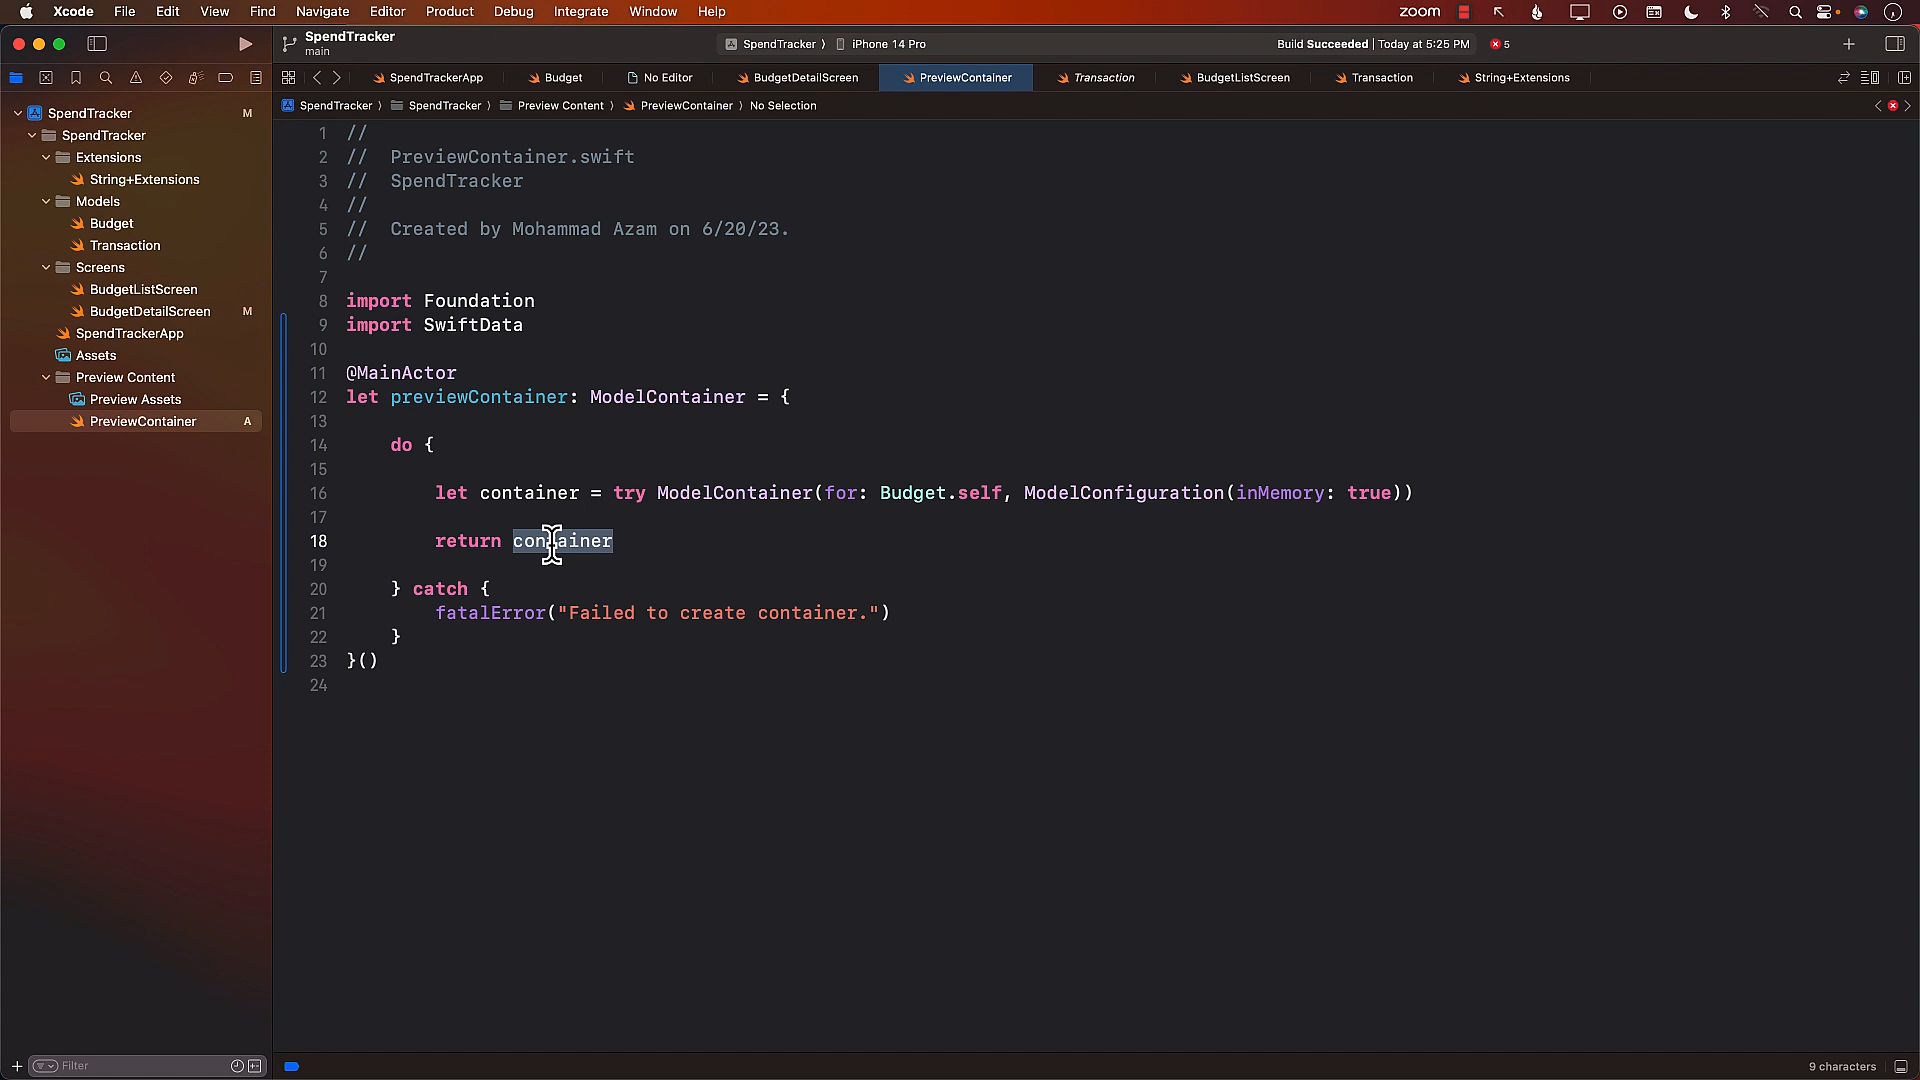 Xcode File Edit View Find Navigate Editor Product Debug Integrate Window Help zoom
SpendTracker
main
SpendTracker 〉 iPhone 14 Pro
Build Succeeded | Today at 5:25 PM
5
SpendTrackerApp Budget No Editor BudgetDetailScreen PreviewContainer Transaction BudgetListScreen Transaction String+Extensions
SpendTracker 〉 SpendTracker 〉 Preview Content 〉 PreviewContainer 〉 No Selection
SpendTracker M
SpendTracker
Extensions
String+Extensions
Models
Budget
Transaction
Screens
BudgetListScreen
BudgetDetailScreen M
SpendTrackerApp
Assets
Preview Content
Preview Assets
PreviewContainer A
Filter
1 //
2 // PreviewContainer.swift
3 // SpendTracker
4 //
5 // Created by Mohammad Azam on 6/20/23.
6 //
7
8 import Foundation
9 import SwiftData
10
11 @MainActor
12 let previewContainer: ModelContainer = {
13
14 do {
15
16 let container = try ModelContainer(for: Budget.self, ModelConfiguration(inMemory: true))
17
18 return container
19
20 } catch {
21 fatalError("Failed to create container.")
22 }
23 }()
24
9 characters